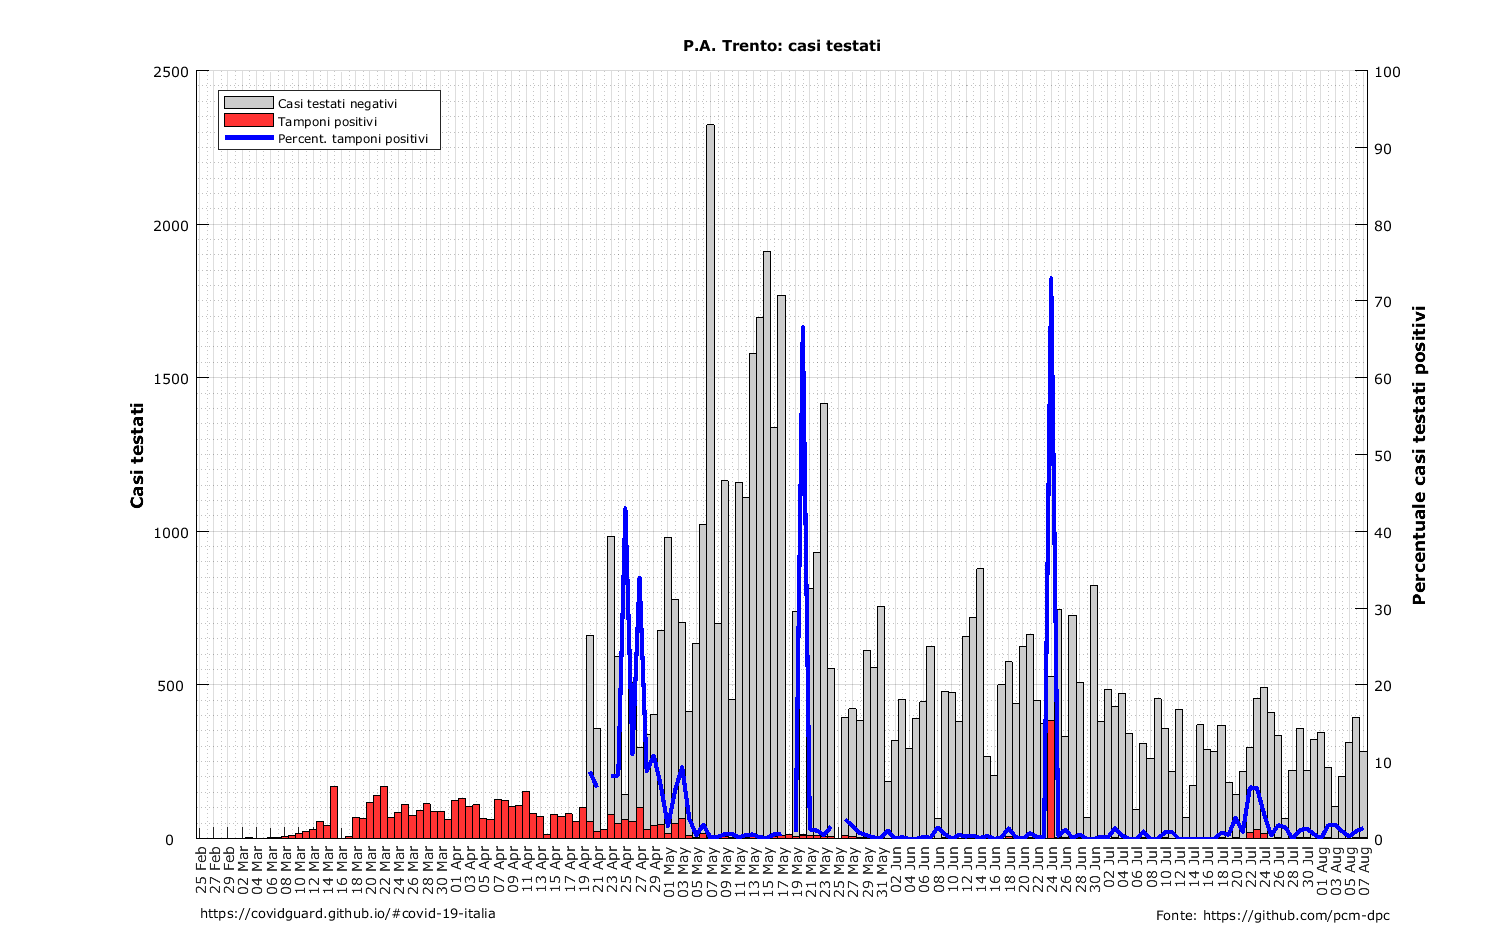 P.A. Trento: casi testati
2500
2000
1500
1000
500
0
Casi testati
Casi testati negativi
Tamponi positivi
Percent. tamponi positivi
100
90
80
70
60
50
40
30
20
10
0
Percentuale casi testati positivi
25 Feb
27 Feb
29 Feb
02 Mar
04 Mar
06 Mar
08 Mar
10 Mar
12 Mar
14 Mar
16 Mar
18 Mar
20 Mar
22 Mar
24 Mar
26 Mar
28 Mar
30 Mar
01 Apr
03 Apr
05 Apr
07 Apr
09 Apr
11 Apr
13 Apr
15 Apr
17 Apr
19 Apr
21 Apr
23 Apr
25 Apr
27 Apr
29 Apr
01 May
03 May
05 May
07 May
09 May
11 May
13 May
15 May
17 May
19 May
21 May
23 May
25 May
27 May
29 May
31 May
02 Jun
04 Jun
06 Jun
08 Jun
10 Jun
12 Jun
14 Jun
16 Jun
18 Jun
20 Jun
22 Jun
24 Jun
26 Jun
28 Jun
30 Jun
02 Jul
04 Jul
06 Jul
08 Jul
10 Jul
12 Jul
14 Jul
16 Jul
18 Jul
20 Jul
22 Jul
24 Jul
26 Jul
28 Jul
30 Jul
01 Aug
03 Aug
05 Aug
07 Aug
https://covidguard.github.io/#covid-19-italia
Fonte: https://github.com/pcm-dpc